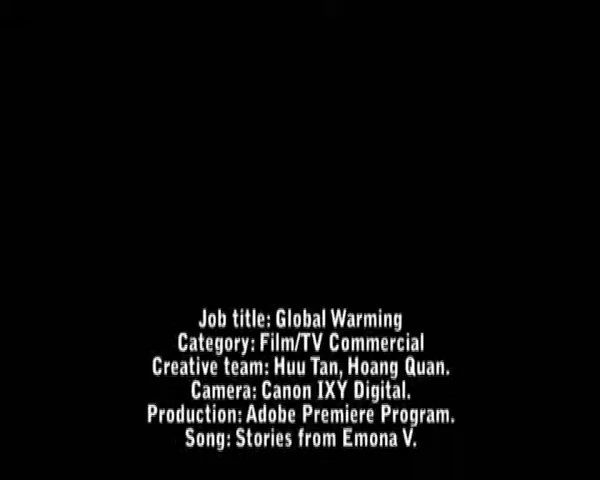 Job title: Global Warming
Category: Film/TV Commercial
Creative team: Huu Tan, Hoang Quan.
Camera: Canon IXY Digital.
Production: Adobe Premiere Program.
Song: Stories from Emona V.